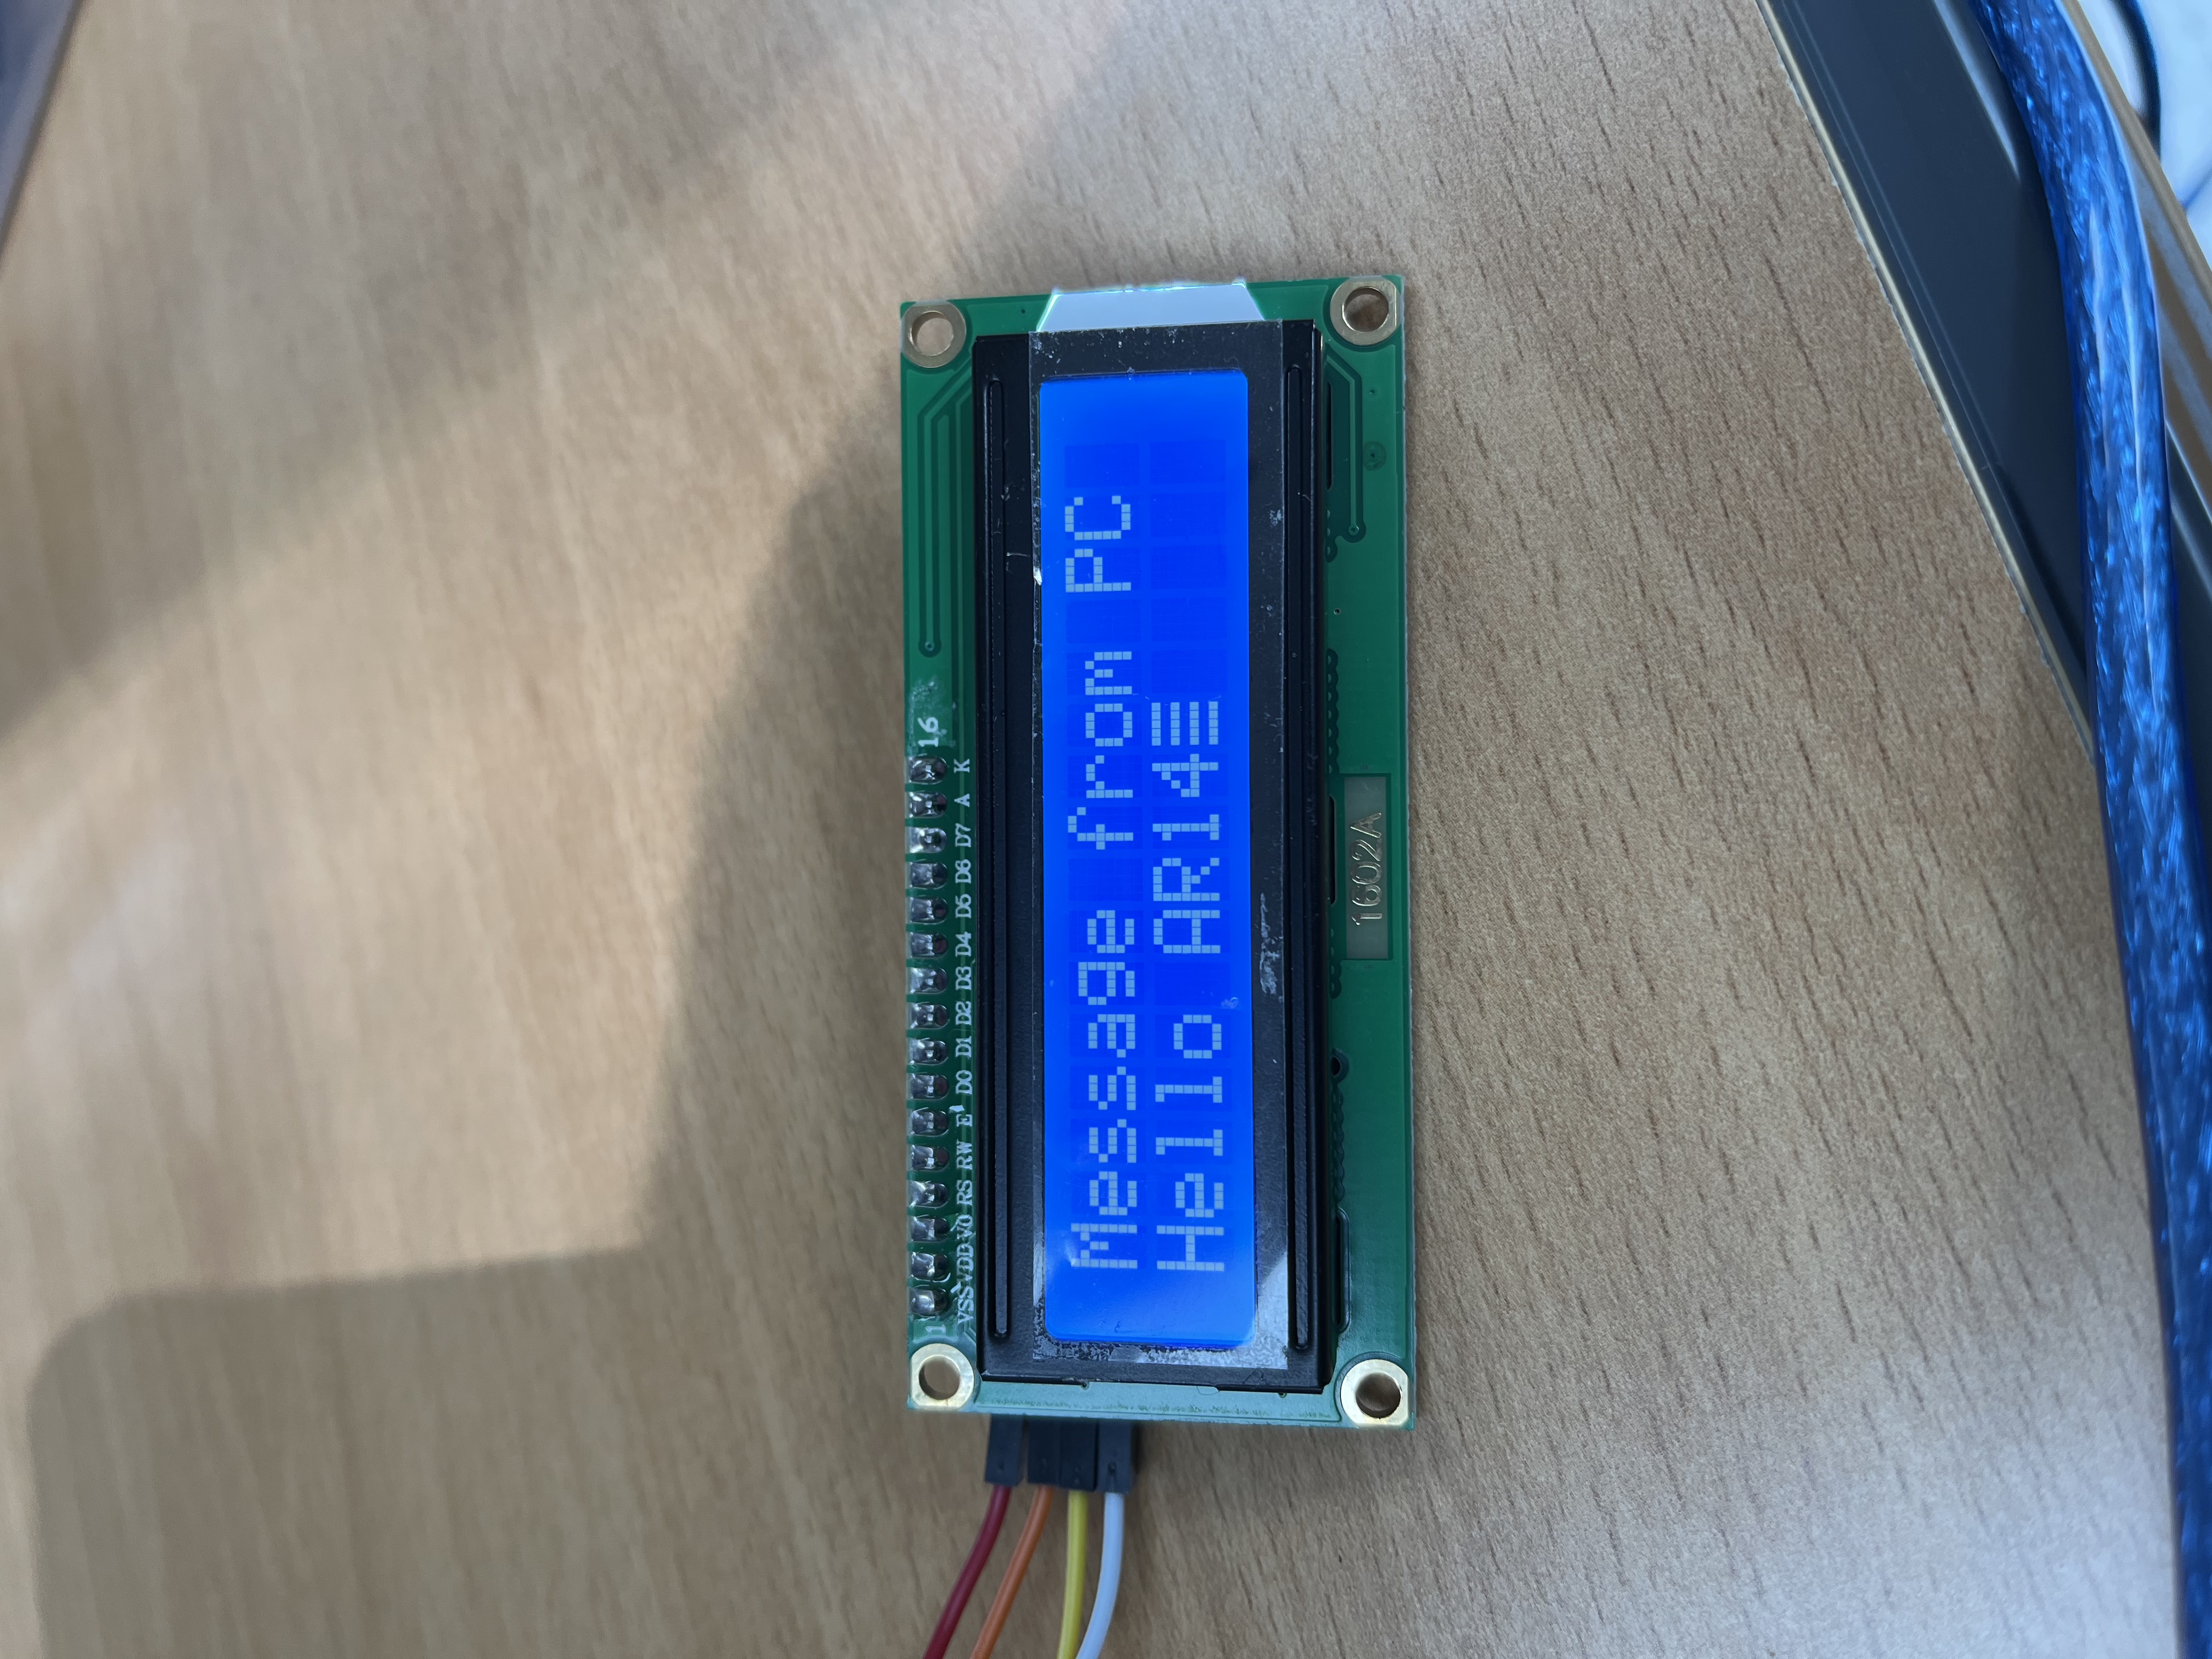 1 16
VSS VDD V0 RS RW E D0 D1 D2 D3 D4 D5 D6 D7 A K
Message from PC
Hello AR14≡
1602A